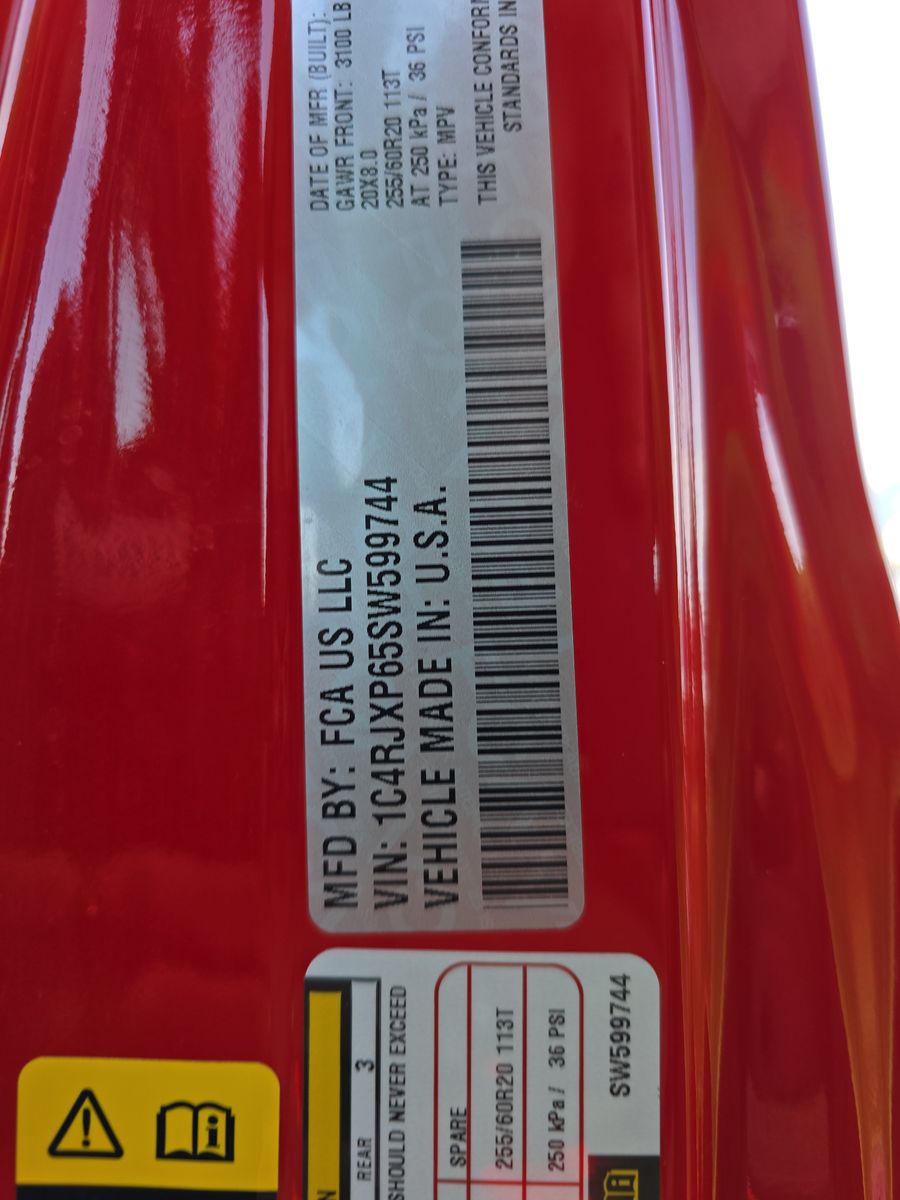 MFD BY: FCA US LLC
VIN: 1C4RJXP65SW599744
VEHICLE MADE IN: U.S.A.
DATE OF MFR (BUILT):
GAWR FRONT: 3100 LB
20X8.0
255/60R20 113T
AT 250 kPa / 36 PSI
TYPE: MPV
THIS VEHICLE CONFOR
STANDARDS IN
REAR 3
SHOULD NEVER EXCEED
SPARE
255/60R20 113T
250 kPa / 36 PSI
SW599744